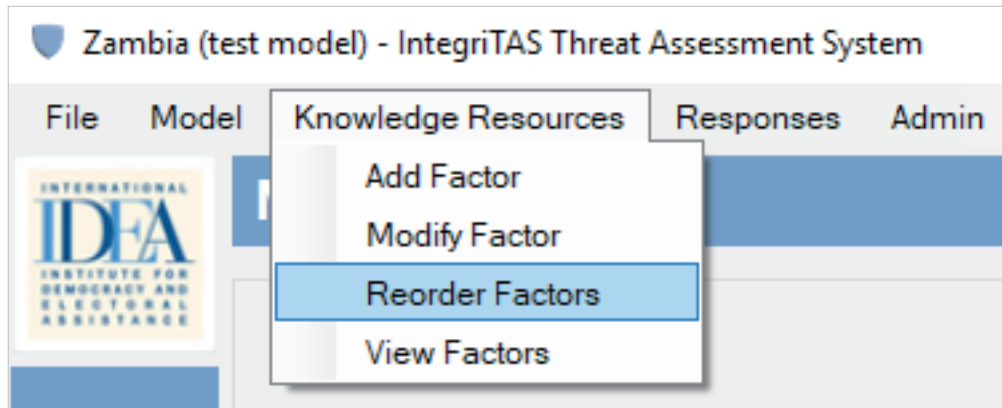 Zambia (test model) - IntegriTAS Threat Assessment System
File Model Knowledge Resources Responses Admin
INTERNATIONAL
IDEA
INSTITUTE FOR
DEMOCRACY AND
ELECTORAL
ASSISTANCE
Add Factor
Modify Factor
Reorder Factors
View Factors